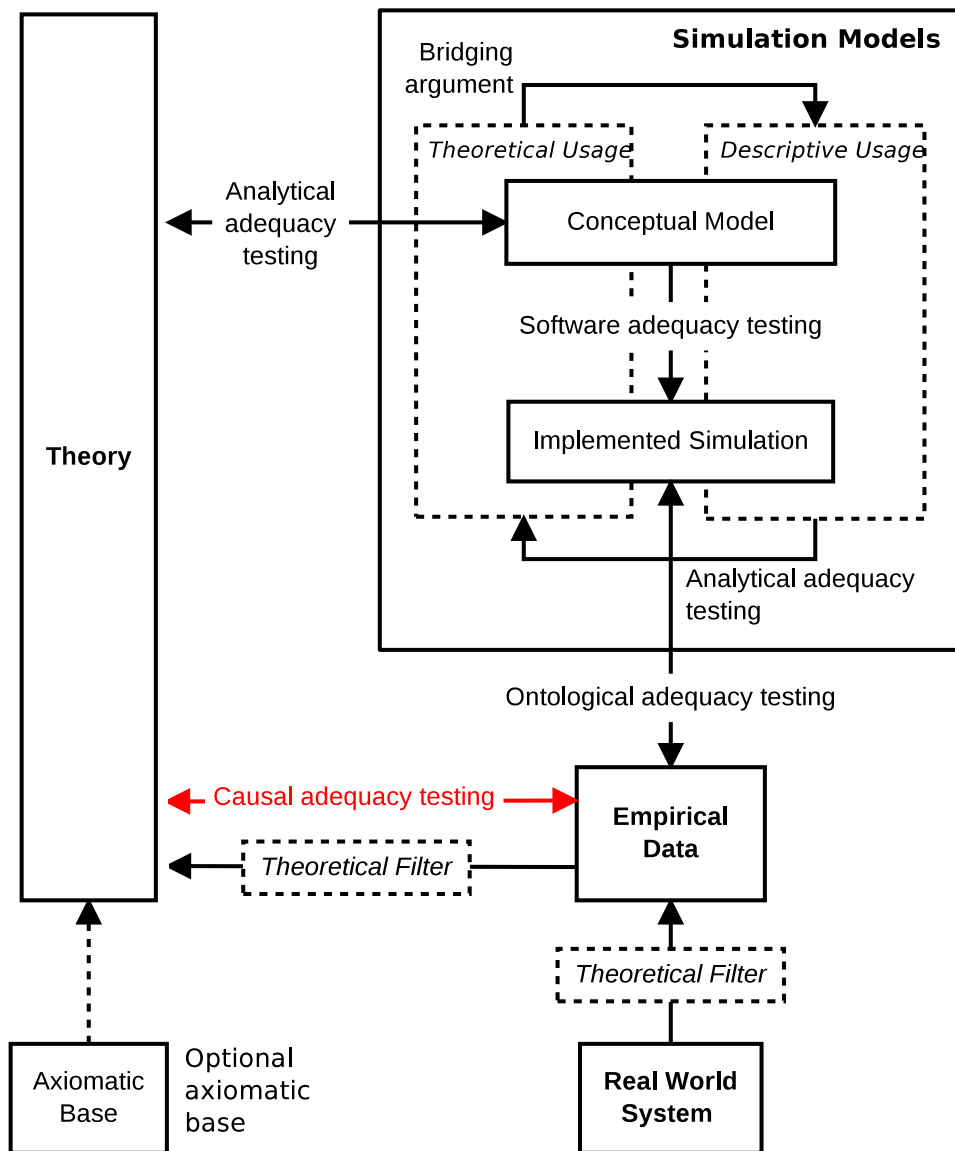 Simulation Models
Bridging
argument
Theoretical Usage
Descriptive Usage
Analytical
adequacy
testing
Conceptual Model
Software adequacy testing
Theory
Implemented Simulation
Analytical adequacy
testing
Ontological adequacy testing
Causal adequacy testing
Empirical
Data
Theoretical Filter
Theoretical Filter
Axiomatic
Base
Optional
axiomatic
base
Real World
System